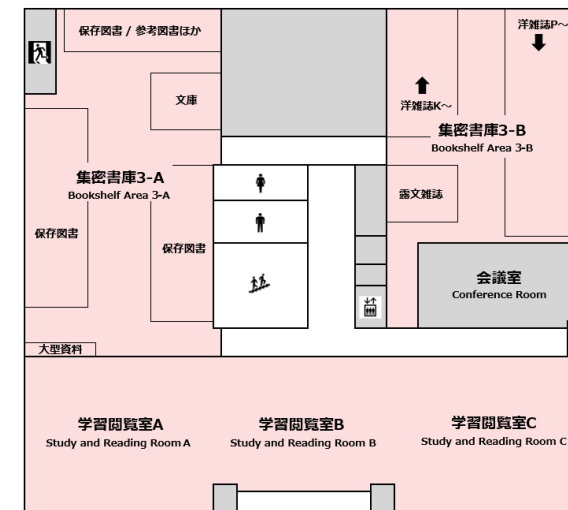 保存図書 / 参考図書ほか
洋雑誌P～
文庫
洋雑誌K～
集密書庫3-B
Bookshelf Area 3-B
集密書庫3-A
Bookshelf Area 3-A
露文雑誌
保存図書
保存図書
会議室
Conference Room
大型資料
学習閲覧室A
Study and Reading Room A
学習閲覧室B
Study and Reading Room B
学習閲覧室C
Study and Reading Room C